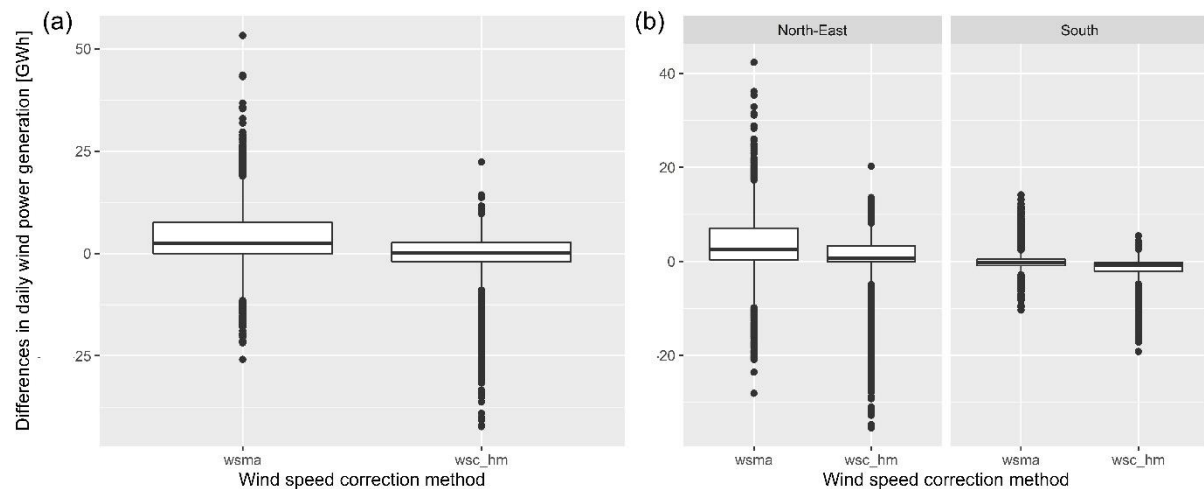 (a)
(b)
North-East
South
Differences in daily wind power generation [GWh]
50
25
0
25
40
20
0
-20
wsma
wsc_hm
wsma
wsc_hm
wsma
wsc_hm
Wind speed correction method
Wind speed correction method